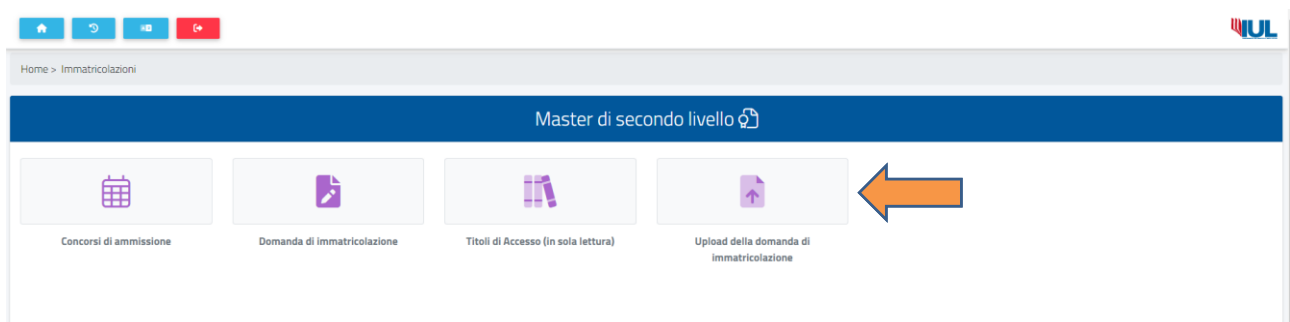 IUL
Home > Immatricolazioni
Master di secondo livello
Concorsi di ammissione
Domanda di immatricolazione
Titoli di Accesso (in sola lettura)
Upload della domanda di
immatricolazione